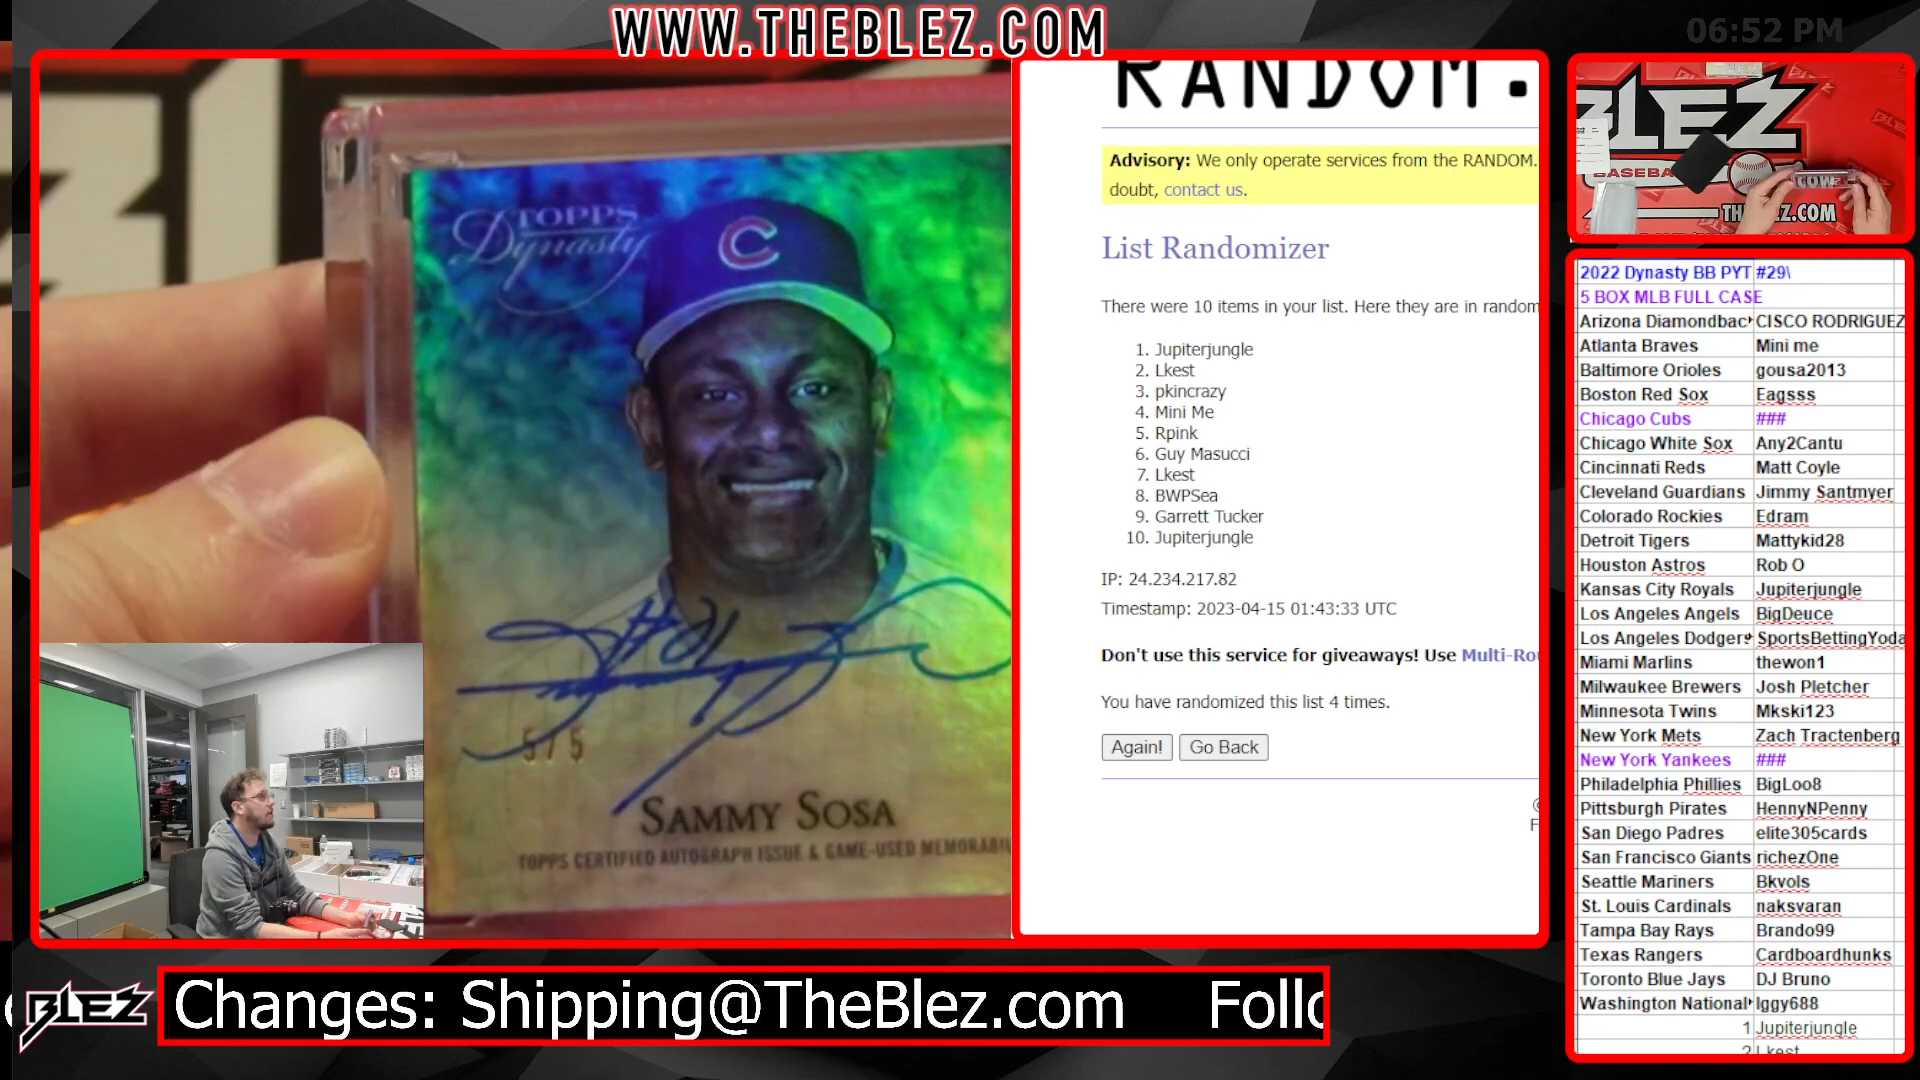 WWW.THEBLEZ.COM
06:52 PM
TOPPS
Dynasty
C
#21
5/5
SAMMY SOSA
TOPPS CERTIFIED AUTOGRAPH ISSUE & GAME-USED
RANDOM.
Advisory: We only operate services from the RANDOM.
doubt, contact us.
List Randomizer
There were 10 items in your list. Here they are in random
1. Jupiterjungle
2. Lkest
3. pkincrazy
4. Mini Me
5. Rpink
6. Guy Masucci
7. Lkest
8. BWPSea
9. Garrett Tucker
10. Jupiterjungle
IP: 24.234.217.82
Timestamp: 2023-04-15 01:43:33 UTC
Don't use this service for giveaways! Use
You have randomized this list 4 times.
Again! Go Back
BLEZ
BASEBA
.COM
2022 Dynasty BB PYT #29\
5 BOX MLB FULL CASE
Arizona Diamondbac CISCO RODRIGUEZ
Atlanta Braves Mini me
Baltimore Orioles gousa2013
Boston Red Sox Eagsss
Chicago Cubs ###
Chicago White Sox Any2Cantu
Cincinnati Reds Matt Coyle
Cleveland Guardians Jimmy Santmyer
Colorado Rockies Edram
Detroit Tigers Mattykid28
Houston Astros Rob O
Kansas City Royals Jupiterjungle
Los Angeles Angels BigDeuce
Los Angeles Dodgers SportsBettingYoda
Miami Marlins thewon1
Milwaukee Brewers Josh Pletcher
Minnesota Twins Mkski123
New York Mets Zach Tractenberg
New York Yankees ###
Philadelphia Phillies BigLoo8
Pittsburgh Pirates HennyNPenny
San Diego Padres elite305cards
San Francisco Giants richezOne
Seattle Mariners Bkvols
St. Louis Cardinals naksvaran
Tampa Bay Rays Brando99
Texas Rangers Cardboardhunks
Toronto Blue Jays DJ Bruno
Washington National Iggy688
1 Jupiterjungle
2 Lkest
BLEZ
Changes: Shipping@TheBlez.com Follo